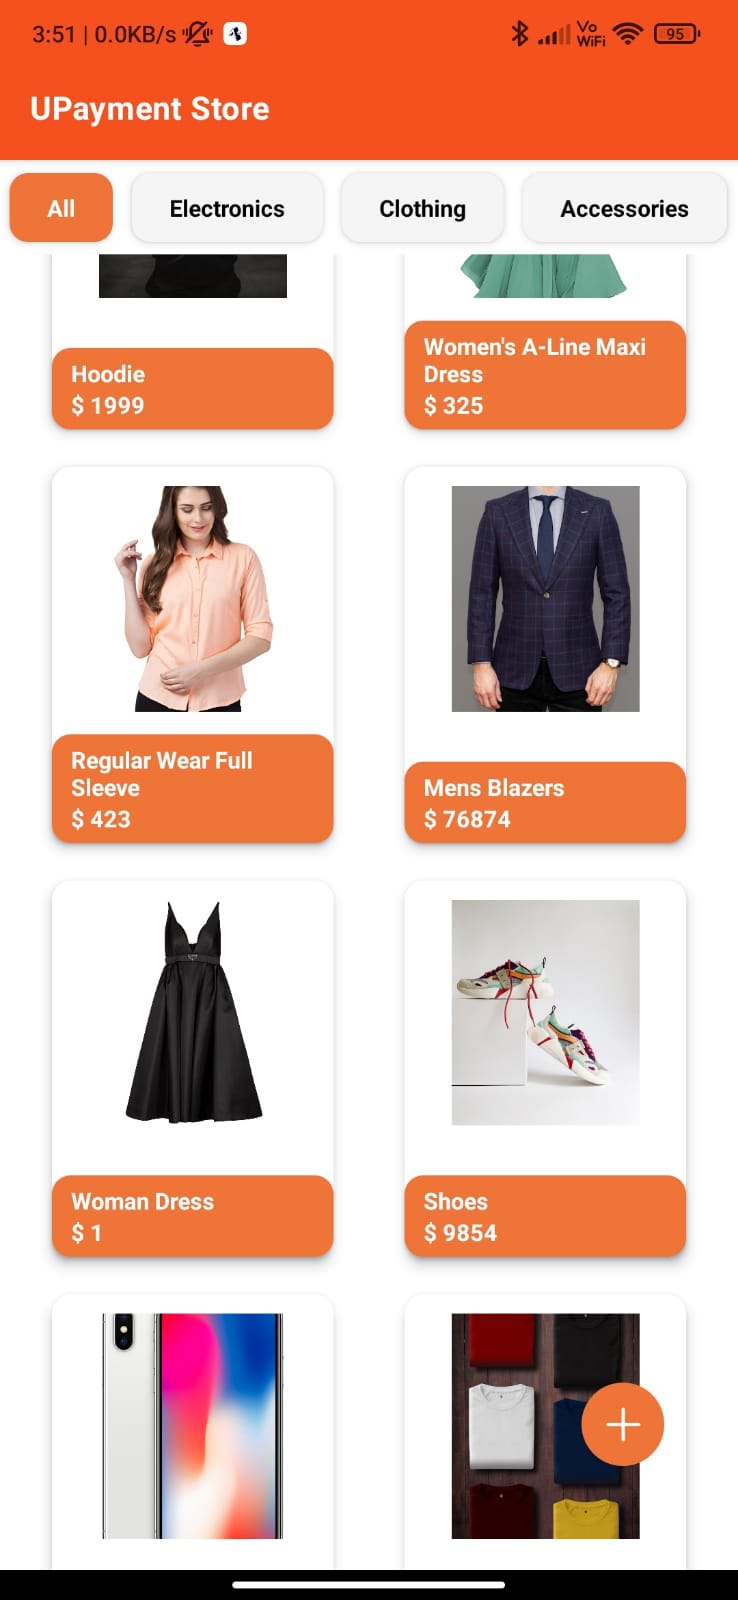 3:51 | 0.0KB/s
Vo
WiFi
95
UPayment Store
All
Electronics
Clothing
Accessories
Hoodie
$ 1999
Women's A-Line Maxi
Dress
$ 325
Regular Wear Full
Sleeve
$ 423
Mens Blazers
$ 76874
Woman Dress
$ 1
Shoes
$ 9854